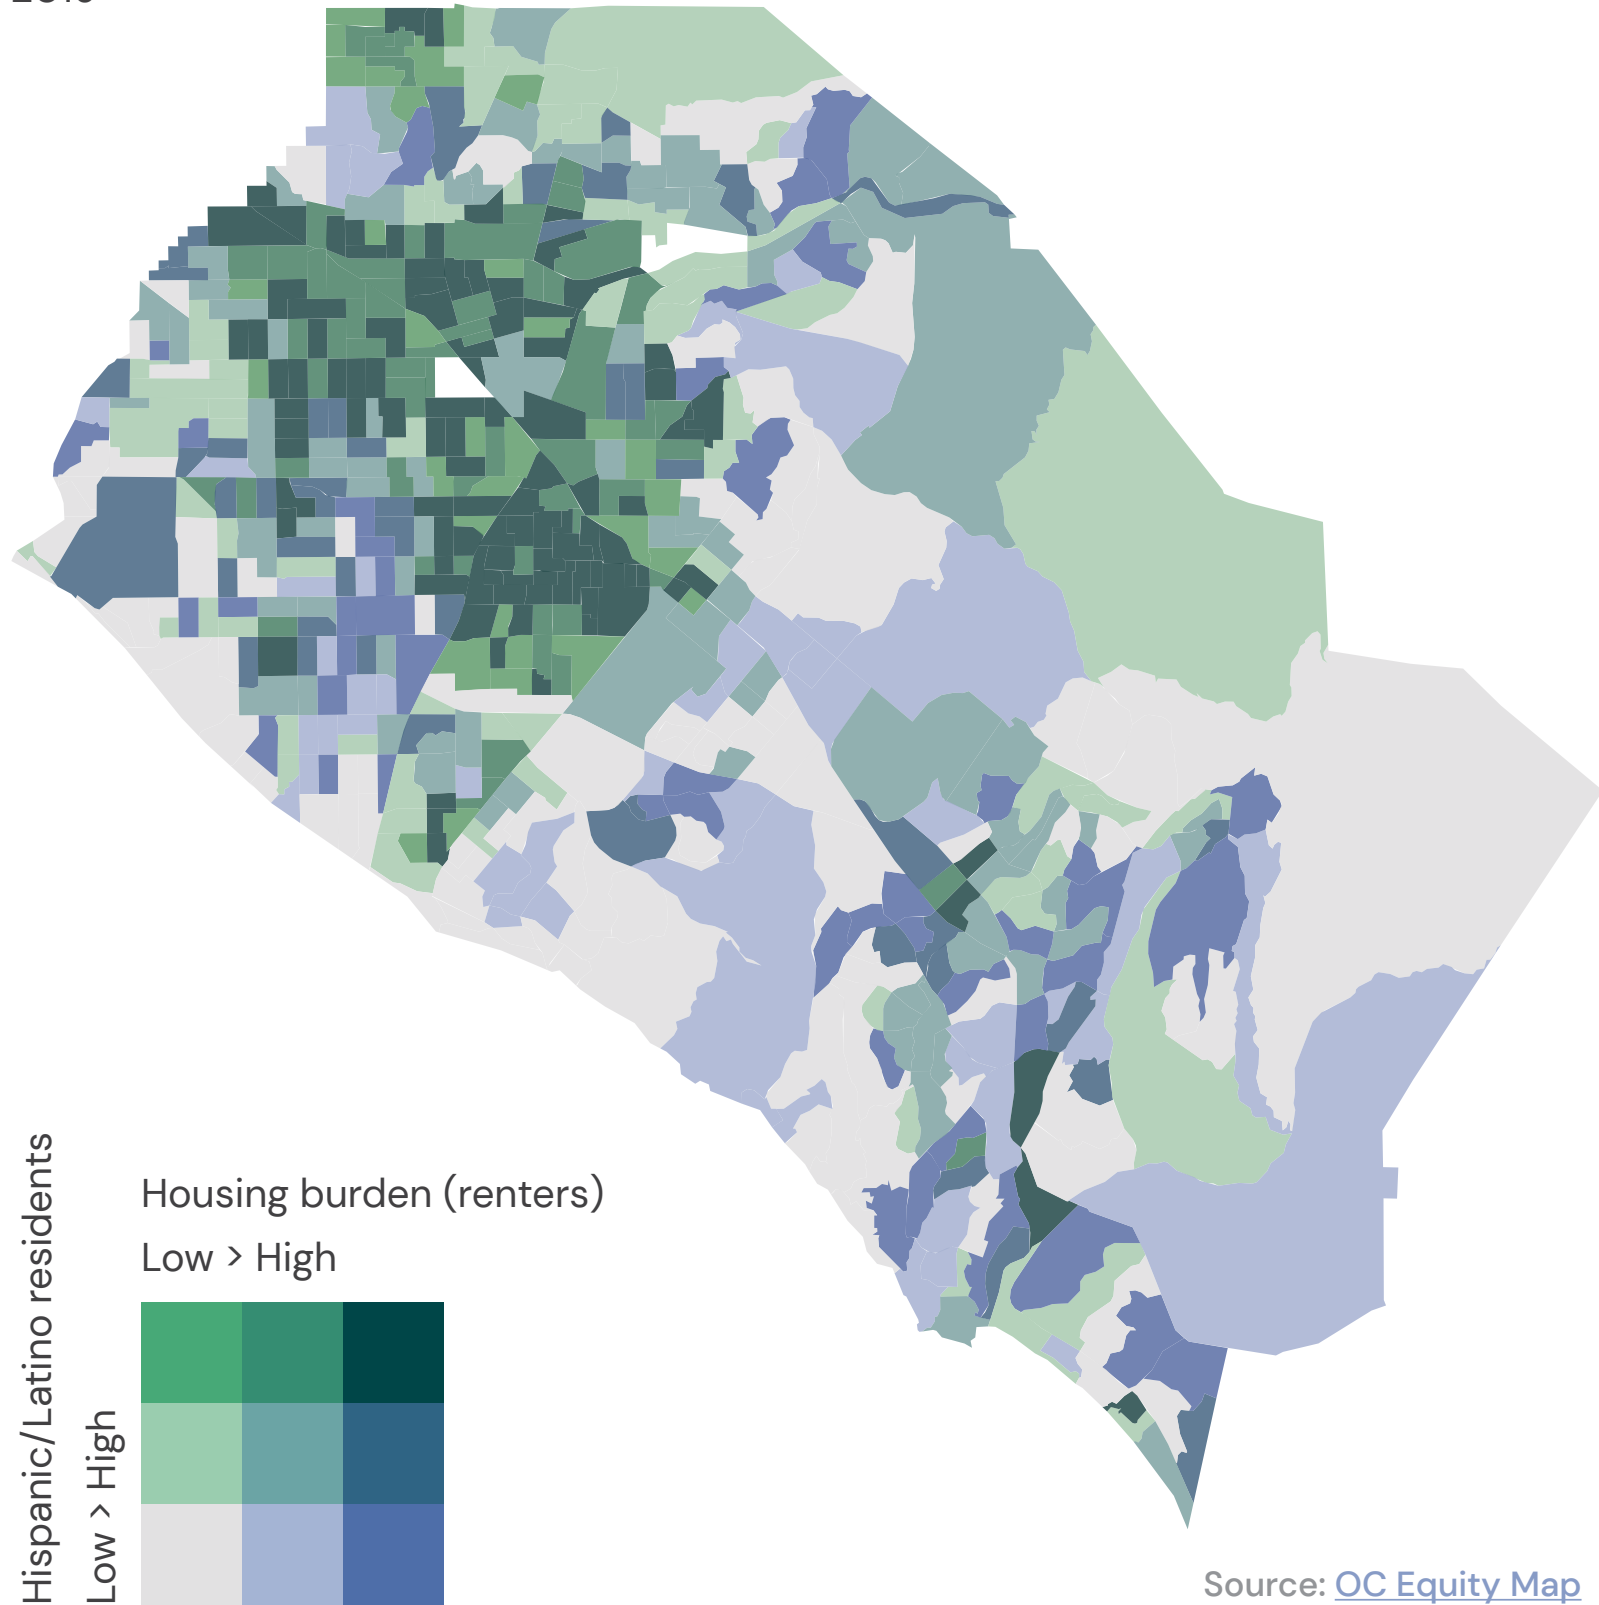 Housing burden (renters)
Low > High
Hispanic/Latino residents
Low > High
Source: OC Equity Map